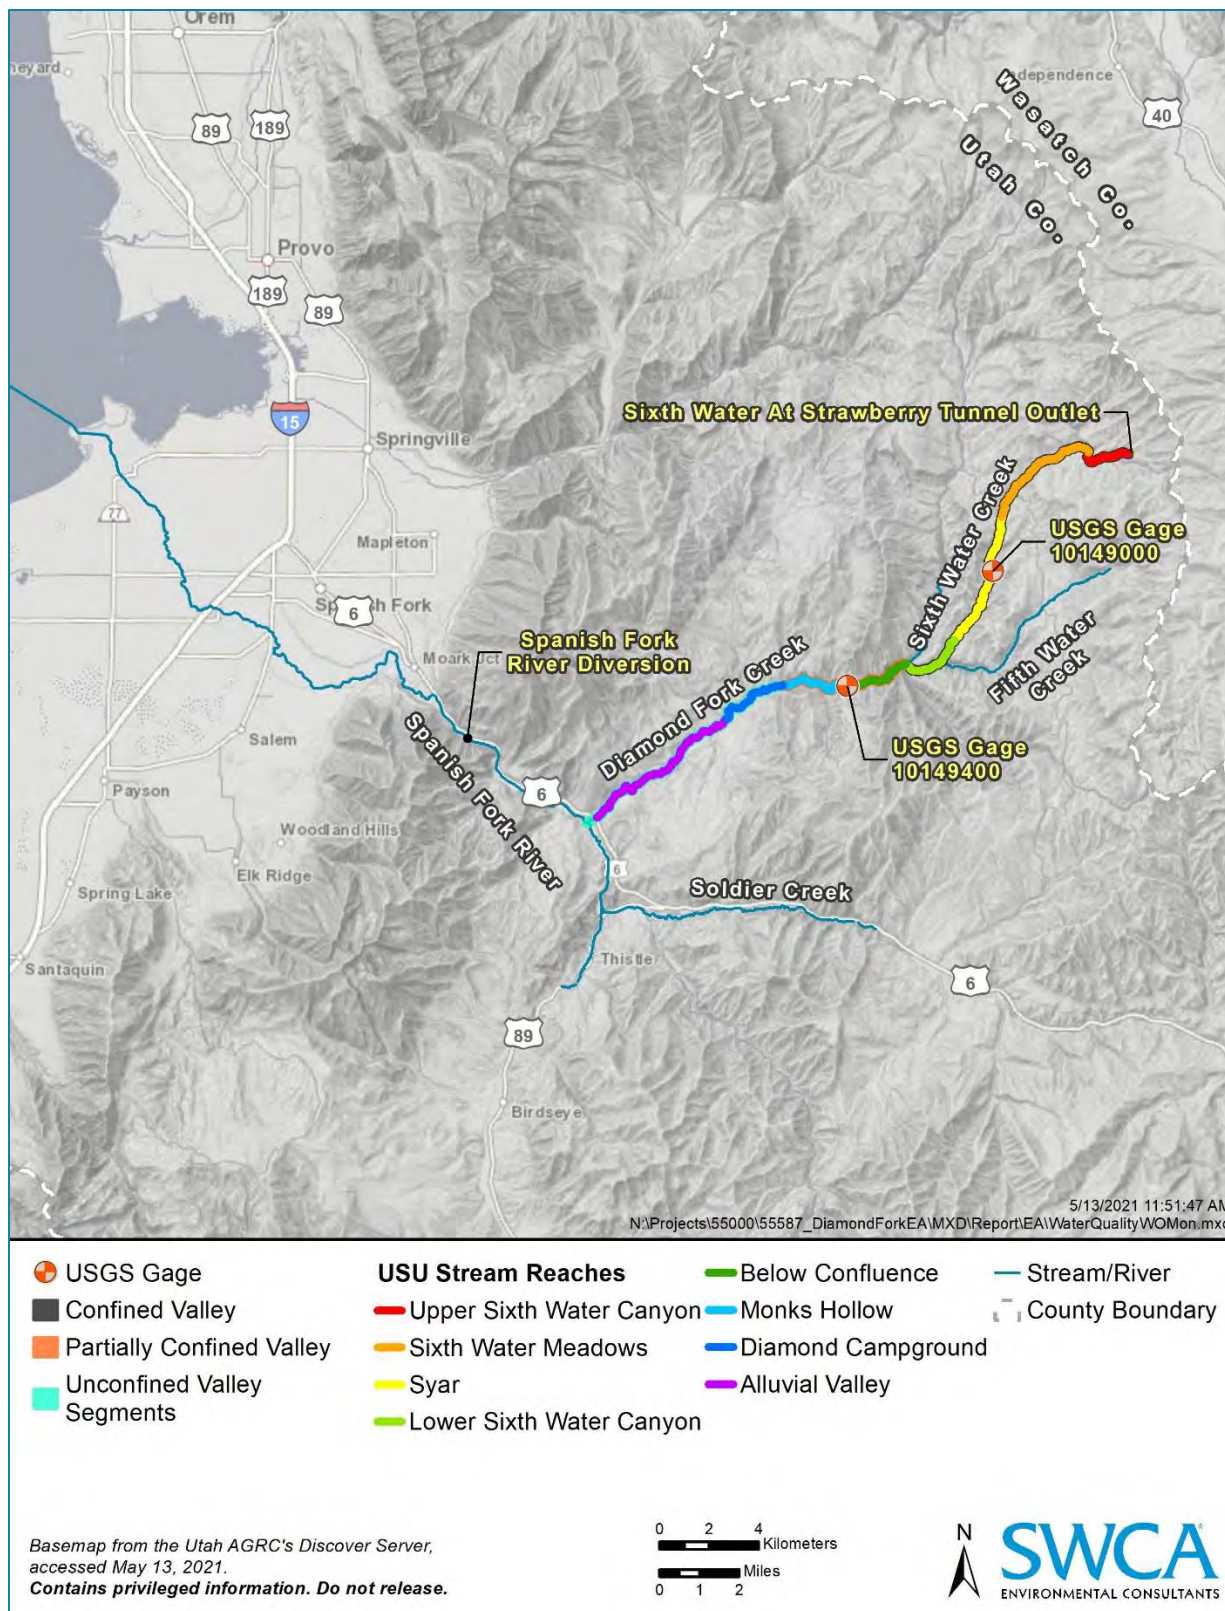 Orem
neyard
89
189
Independence
40
Wasatch Co.
Utah Co.
Provo
189
89
15
Springville
Sixth Water At Strawberry Tunnel Outlet
77
Mapleton
Sixth Water Creek
USGS Gage
10149000
Spanish Fork
6
Moark Jct
Spanish Fork
River Diversion
Fifth Water
Creek
Diamond Fork Creek
USGS Gage
10149400
Salem
Spanish Fork River
Payson
6
Woodland Hills
Elk Ridge
6
Spring Lake
Soldier Creek
Santaquin
Thistle
6
89
Birdseye
5/13/2021 11:51:47 AM
N:\Projects\55000\55587_DiamondForkEA\MXD\Report\EA\WaterQualityWOMon.mxd
USGS Gage
Confined Valley
Partially Confined Valley
Unconfined Valley
Segments
USU Stream Reaches
Upper Sixth Water Canyon
Sixth Water Meadows
Syar
Lower Sixth Water Canyon
Below Confluence
Monks Hollow
Diamond Campground
Alluvial Valley
Stream/River
County Boundary
Basemap from the Utah AGRC's Discover Server,
accessed May 13, 2021.
Contains privileged information. Do not release.
0 2 4
Kilometers
Miles
0 1 2
N
SWCA
ENVIRONMENTAL CONSULTANTS